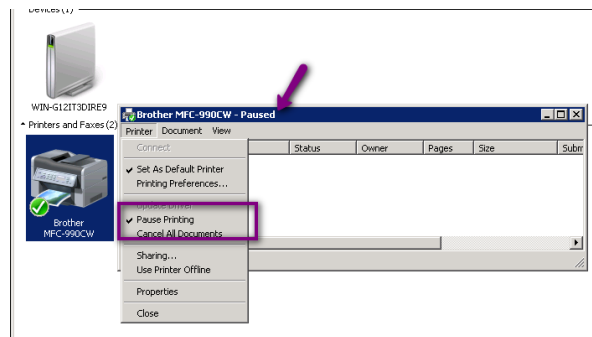 Devices (1)
WIN-G12IT3DIRE9
Printers and Faxes (2)
Brother
MFC-990CW
Brother MFC-990CW - Paused
Printer Document View
Status Owner Pages Size Subm
Connect
Set As Default Printer
Printing Preferences...
Update Driver
Pause Printing
Cancel All Documents
Sharing...
Use Printer Offline
Properties
Close